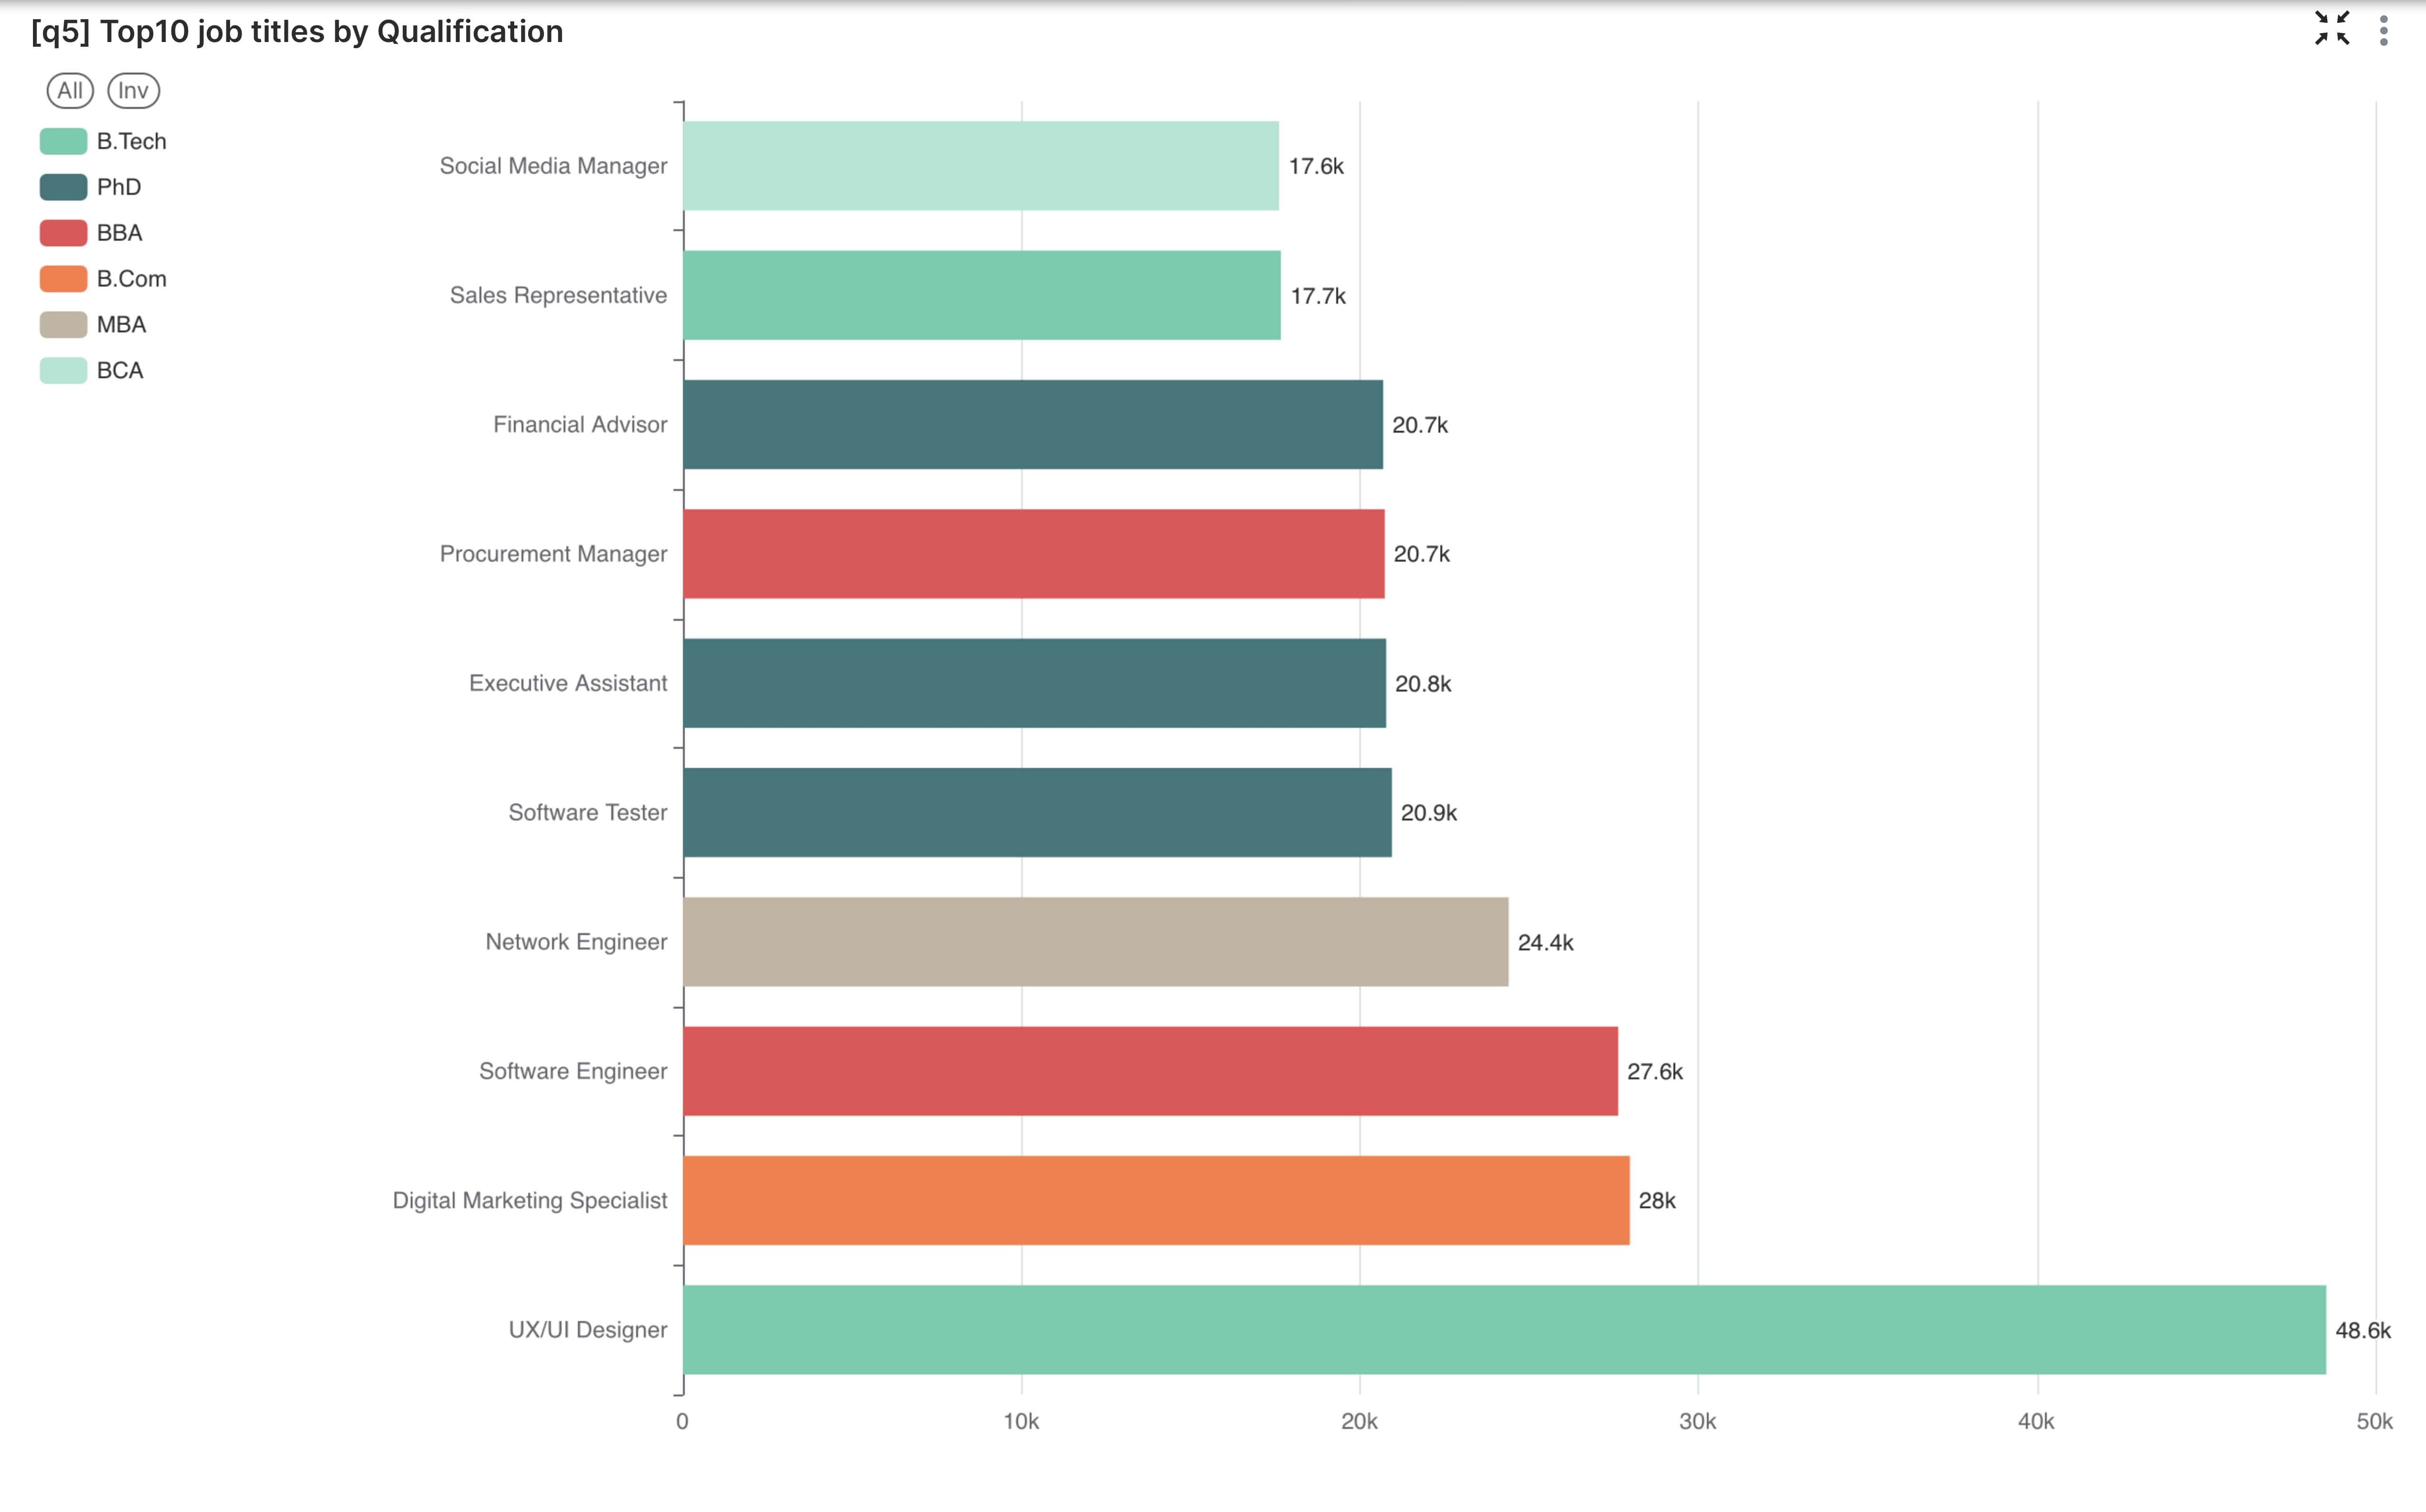 [q5] Top10 job titles by Qualification
All Inv
B.Tech
PhD
BBA
B.Com
MBA
BCA
Social Media Manager 17.6k
Sales Representative 17.7k
Financial Advisor 20.7k
Procurement Manager 20.7k
Executive Assistant 20.8k
Software Tester 20.9k
Network Engineer 24.4k
Software Engineer 27.6k
Digital Marketing Specialist 28k
UX/UI Designer 48.6k
0 10k 20k 30k 40k 50k